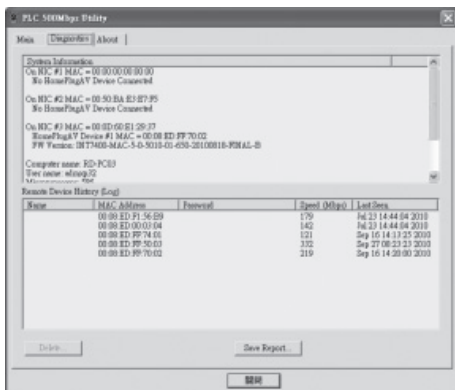 PLC 500Mbps Utility
Main Diagnostics About
System Information
On NIC #1 MAC = 00:00:00:00:00:00
No HomePlugAV Device Connected
On NIC #2 MAC = 00:50:BA:E3:E7:F5
No HomePlugAV Device Connected
On NIC #3 MAC = 00:0D:60:E1:29:37
HomePlugAV Device #1 MAC = 00:08:ED:FF:70:02
FW Version: INT7400-MAC-5-0-5010-01-650-20100818-FINAL-B
Computer name: RD-PC03
User name:
Remote Device History (Log)
Name MAC Address Password Speed (Mbps) Last Seen
00:08:ED:F1:56:E9 179 Jul 23 14:44:04 2010
00:08:ED:00:03:04 142 Jul 23 14:44:04 2010
00:08:ED:FF:74:01 121 Sep 16 14:13:25 2010
00:08:ED:FF:50:03 332 Sep 27 08:23:23 2010
00:08:ED:FF:70:02 219 Sep 16 14:20:00 2010
Delete... Save Report...
關閉